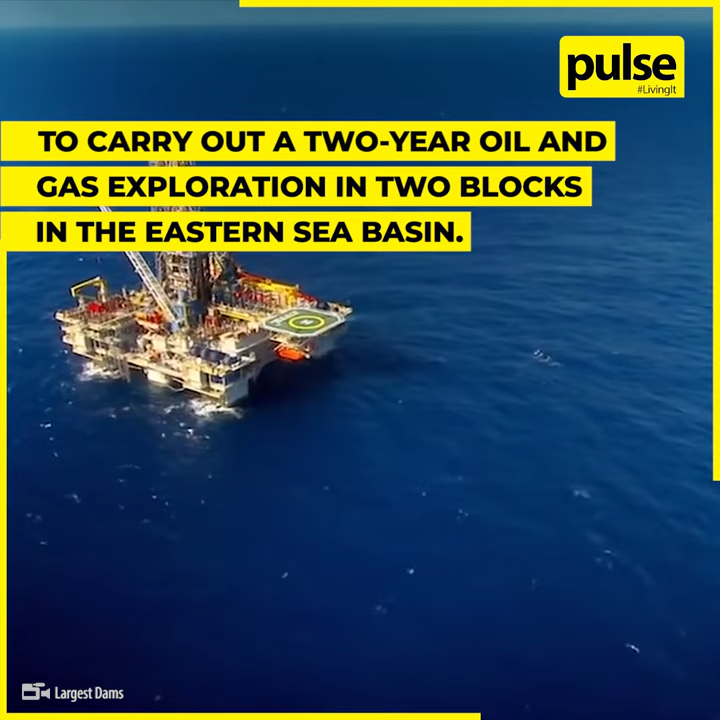 pulse
#LivingIt
TO CARRY OUT A TWO-YEAR OIL AND
GAS EXPLORATION IN TWO BLOCKS
IN THE EASTERN SEA BASIN.
Largest Dams